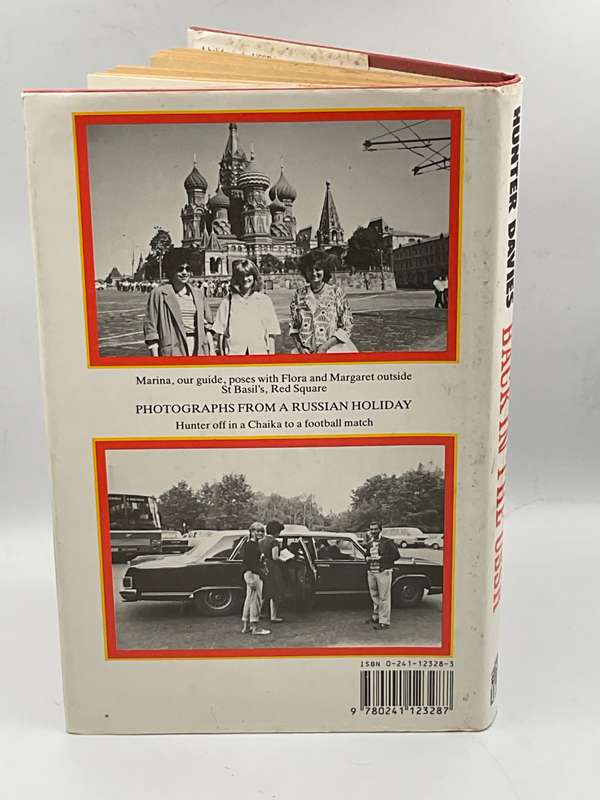 Marina, our guide, poses with Flora and Margaret outside
St Basil's, Red Square
PHOTOGRAPHS FROM A RUSSIAN HOLIDAY
Hunter off in a Chaika to a football match
ISBN 0-241-12328-3
9 780241 123287
HUNTER DAVIES BACK IN THE USSR